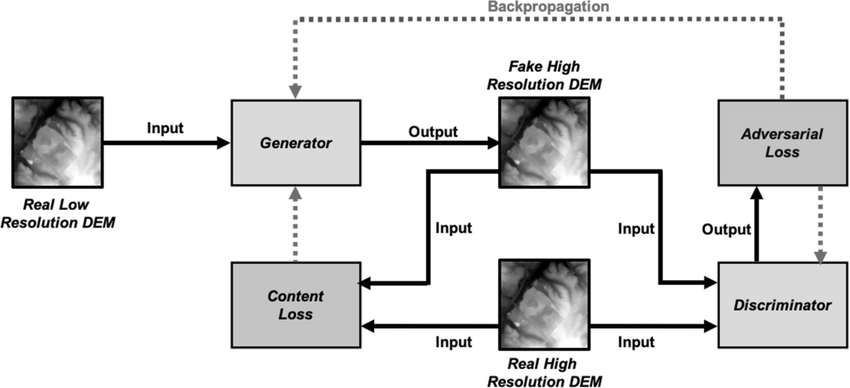 Backpropagation
Fake High
Resolution DEM
Input
Generator
Output
Adversarial
Loss
Real Low
Resolution DEM
Input
Input
Output
Content
Loss
Discriminator
Input
Input
Real High
Resolution DEM